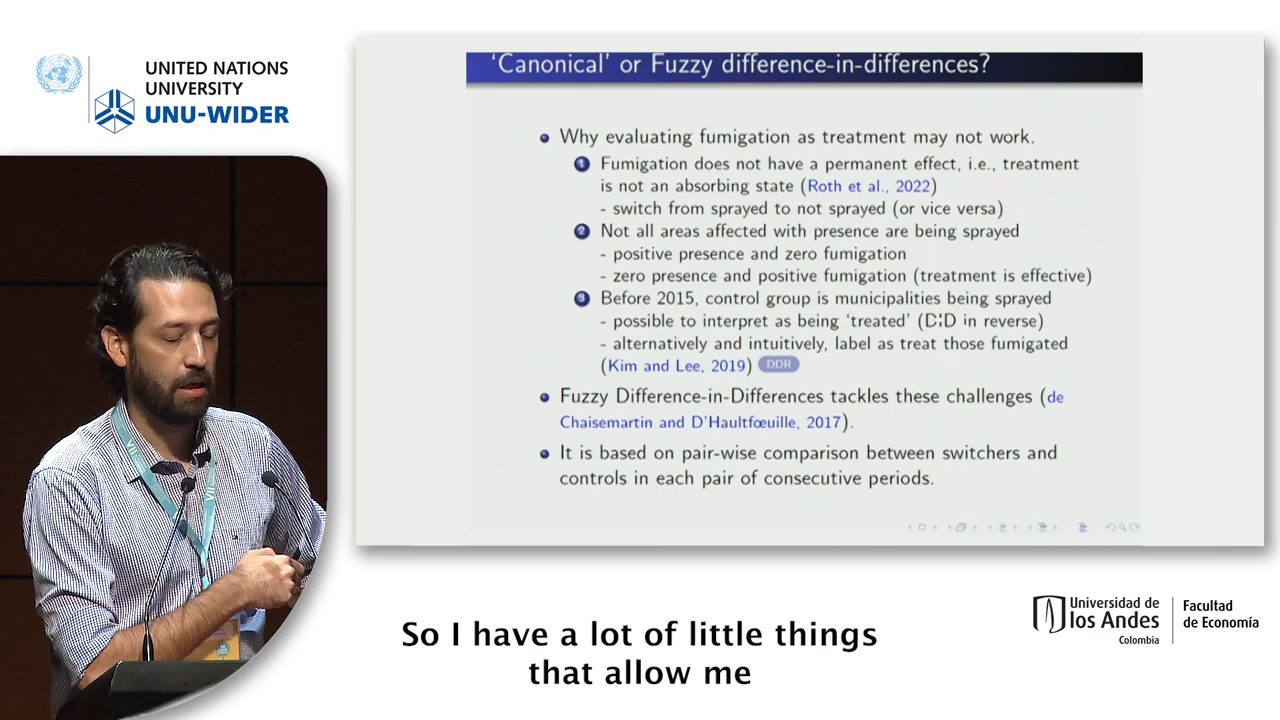 UNITED NATIONS
UNIVERSITY
UNU-WIDER
'Canonical' or Fuzzy difference-in-differences?
Why evaluating fumigation as treatment may not work.
1 Fumigation does not have a permanent effect, i.e., treatment
is not an absorbing state (Roth et al., 2022)
- switch from sprayed to not sprayed (or vice versa)
2 Not all areas affected with presence are being sprayed
- positive presence and zero fumigation
- zero presence and positive fumigation (treatment is effective)
3 Before 2015, control group is municipalities being sprayed
- possible to interpret as being 'treated' (DiD in reverse)
- alternatively and intuitively, label as treat those fumigated
(Kim and Lee, 2019) DDR
Fuzzy Difference-in-Differences tackles these challenges (de
Chaisemartin and D'Haultfœuille, 2017).
It is based on pair-wise comparison between switchers and
controls in each pair of consecutive periods.
So I have a lot of little things
that allow me
Universidad de
los Andes
Colombia
Facultad
de Economía